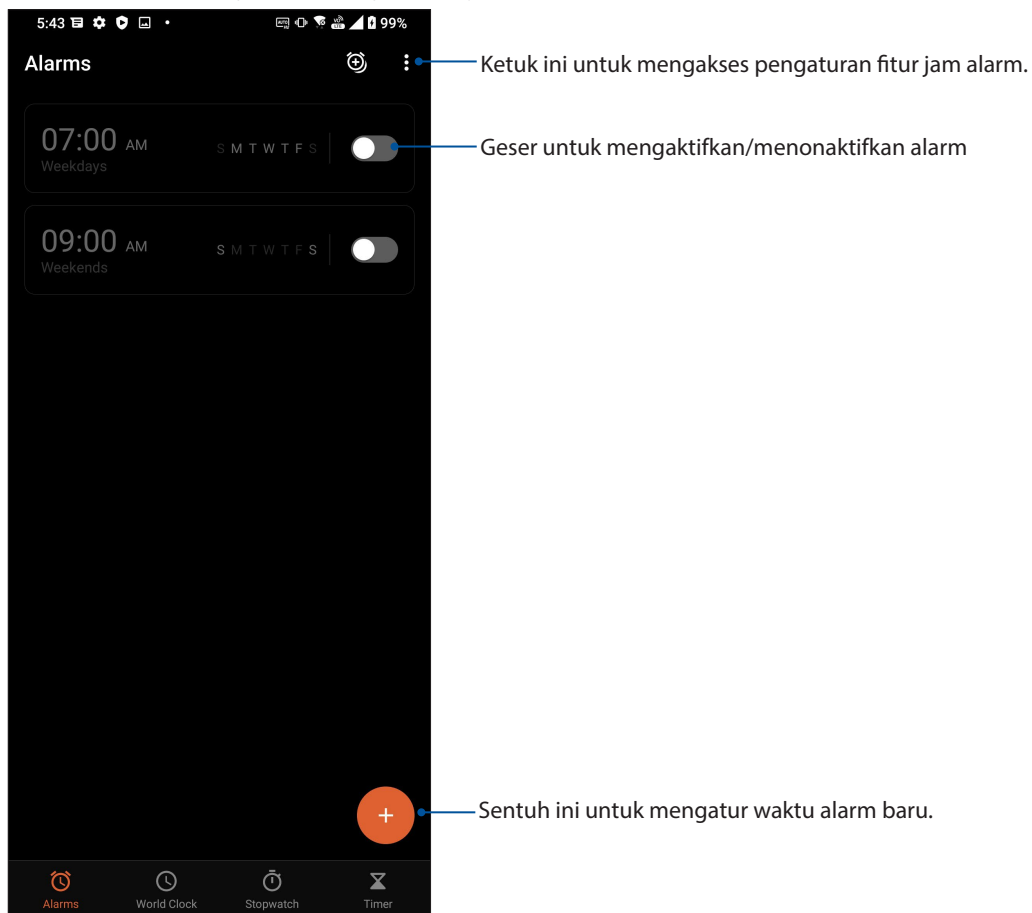 5:43 99%
Alarms
Ketuk ini untuk mengakses pengaturan fitur jam alarm.
07:00 AM S M T W T F S
Weekdays
Geser untuk mengaktifkan/menonaktifkan alarm
09:00 AM S M T W T F S
Weekends
+
Sentuh ini untuk mengatur waktu alarm baru.
Alarms World Clock Stopwatch Timer